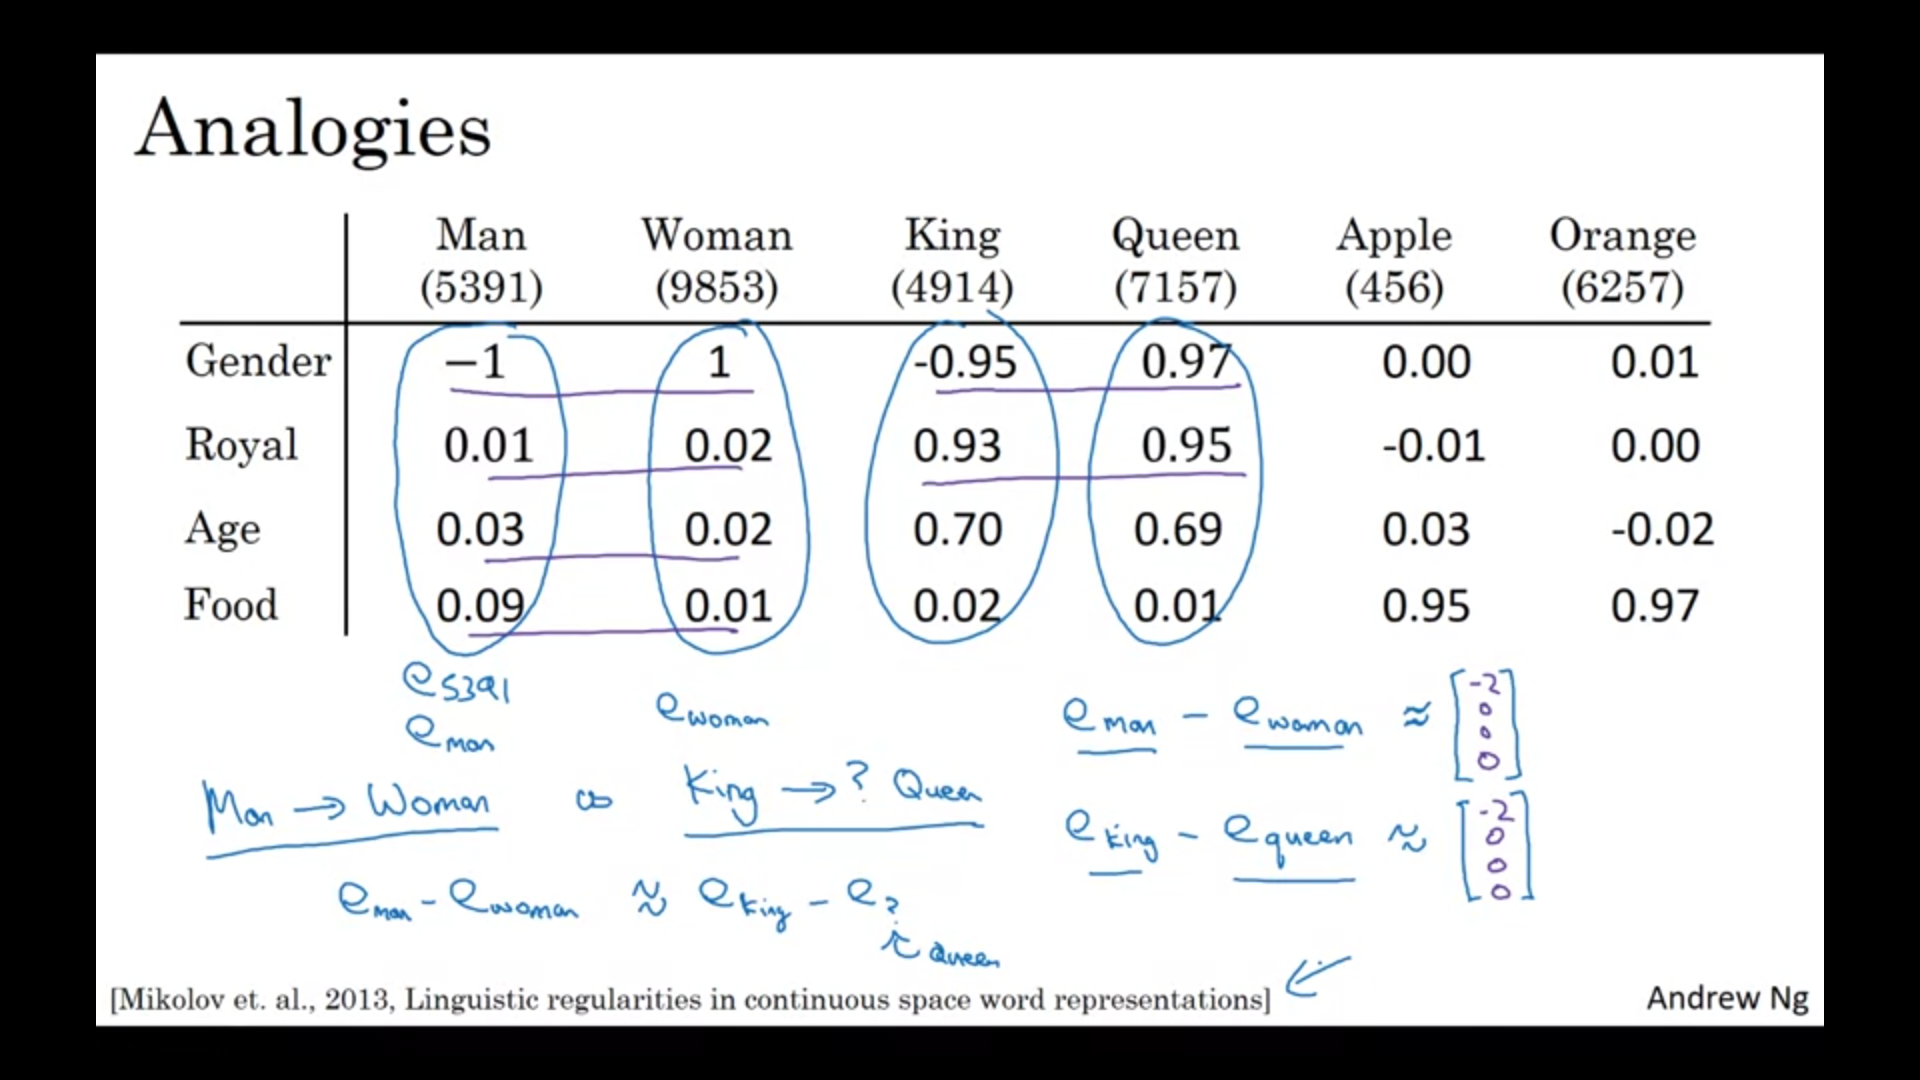 Analogies
Man Woman King Queen Apple Orange
(5391) (9853) (4914) (7157) (456) (6257)
Gender −1 1 -0.95 0.97 0.00 0.01
Royal 0.01 0.02 0.93 0.95 -0.01 0.00
Age 0.03 0.02 0.70 0.69 0.03 -0.02
Food 0.09 0.01 0.02 0.01 0.95 0.97
e5391
eman ewoman
eman − ewoman ≈ [-2 0 0 0]
Man → Woman as King → ? Queen
eking − equeen ≈ [-2 0 0 0]
eman − ewoman ≈ eking − e?
↑ Queen
[Mikolov et. al., 2013, Linguistic regularities in continuous space word representations] ←
Andrew Ng